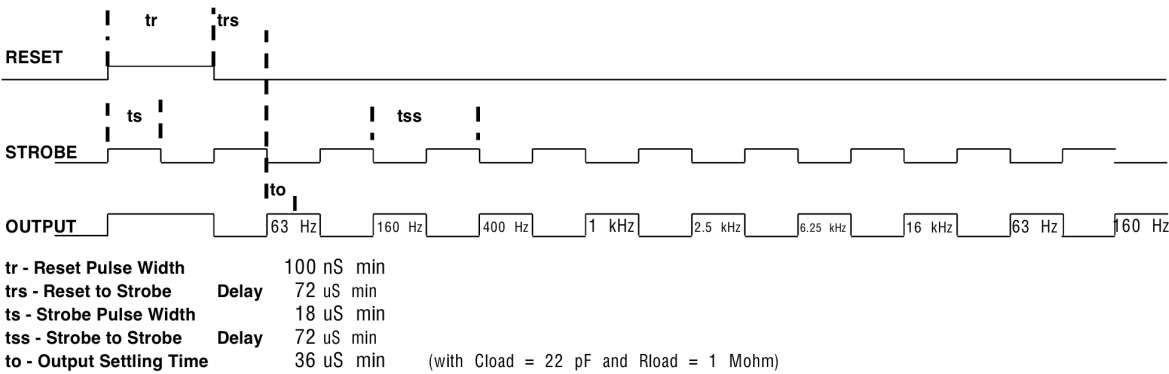 tr trs
RESET
ts tss
STROBE
to
OUTPUT 63 Hz 160 Hz 400 Hz 1 kHz 2.5 kHz 6.25 kHz 16 kHz 63 Hz 160 Hz
tr - Reset Pulse Width 100 nS min
trs - Reset to Strobe Delay 72 uS min
ts - Strobe Pulse Width 18 uS min
tss - Strobe to Strobe Delay 72 uS min
to - Output Settling Time 36 uS min (with Cload = 22 pF and Rload = 1 Mohm)